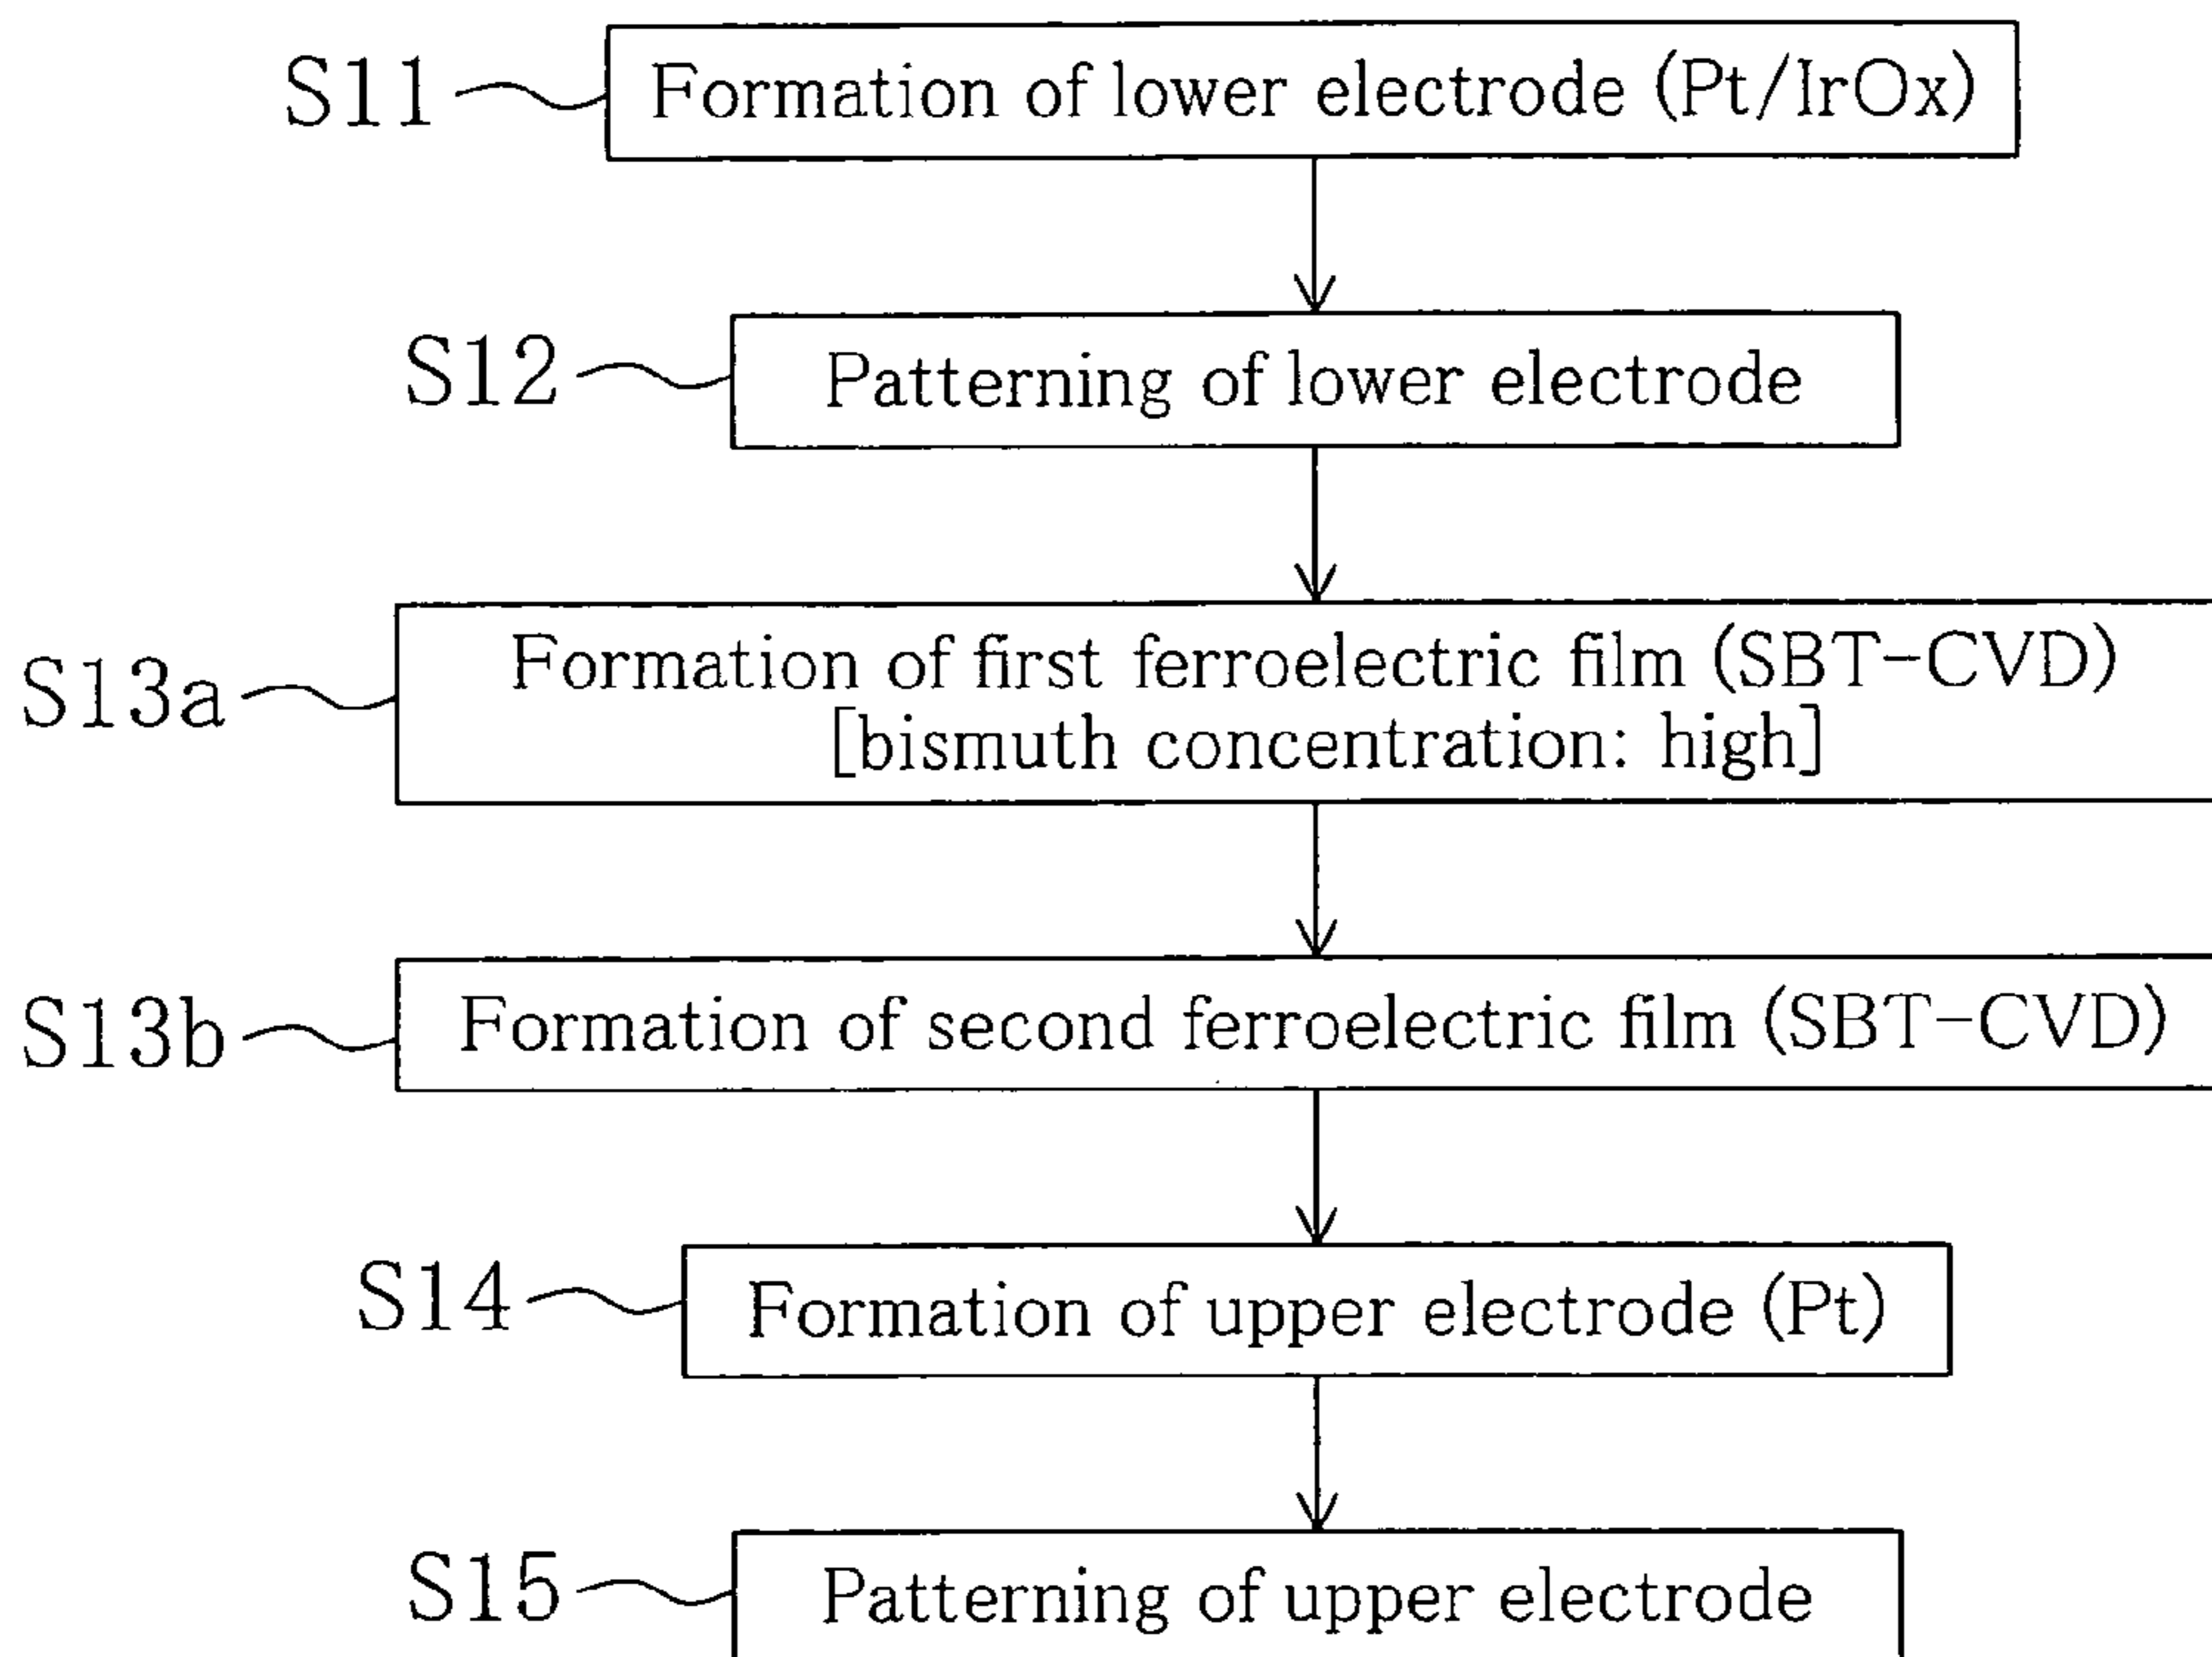 S11 Formation of lower electrode (Pt/IrOx)
S12 Patterning of lower electrode
S13a Formation of first ferroelectric film (SBT-CVD)
[bismuth concentration: high]
S13b Formation of second ferroelectric film (SBT-CVD)
S14 Formation of upper electrode (Pt)
S15 Patterning of upper electrode